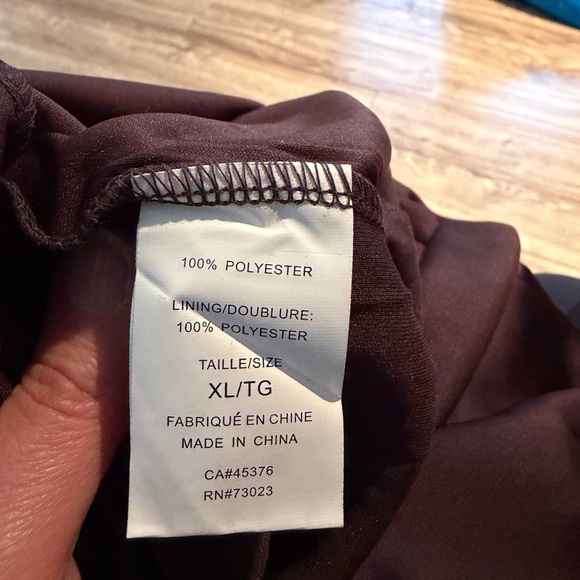 100% POLYESTER
LINING/DOUBLURE:
100% POLYESTER
TAILLE/SIZE
XL/TG
FABRIQUÉ EN CHINE
MADE IN CHINA
CA#45376
RN#73023